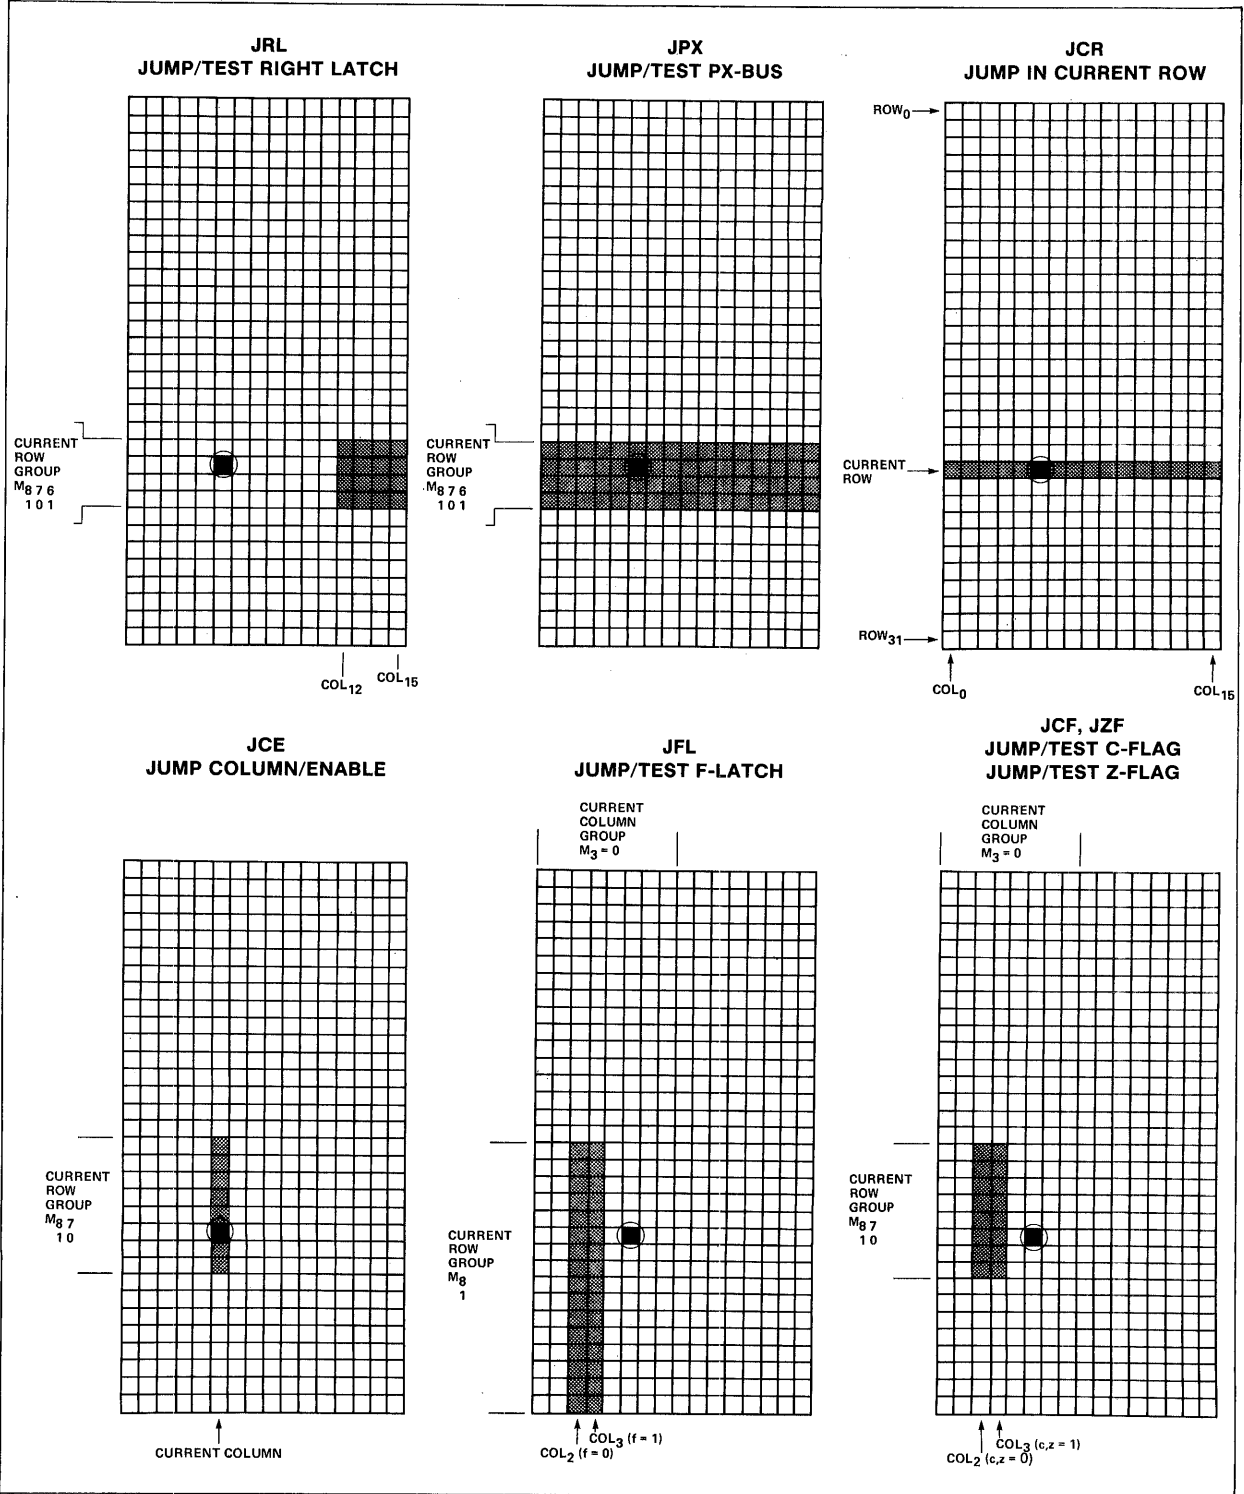 JRL
JUMP/TEST RIGHT LATCH
JPX
JUMP/TEST PX-BUS
JCR
JUMP IN CURRENT ROW
ROW0
CURRENT
ROW
GROUP
M8 7 6
1 0 1
CURRENT
ROW
GROUP
M8 7 6
1 0 1
CURRENT
ROW
ROW31
COL12
COL15
COL0
COL15
JCE
JUMP COLUMN/ENABLE
JFL
JUMP/TEST F-LATCH
JCF, JZF
JUMP/TEST C-FLAG
JUMP/TEST Z-FLAG
CURRENT
COLUMN
GROUP
M3 = 0
CURRENT
COLUMN
GROUP
M3 = 0
CURRENT
ROW
GROUP
M8 7
1 0
CURRENT
ROW
GROUP
M8
1
CURRENT
ROW
GROUP
M8 7
1 0
CURRENT COLUMN
COL3 (f = 1)
COL2 (f = 0)
COL3 (c,z = 1)
COL2 (c,z = 0)